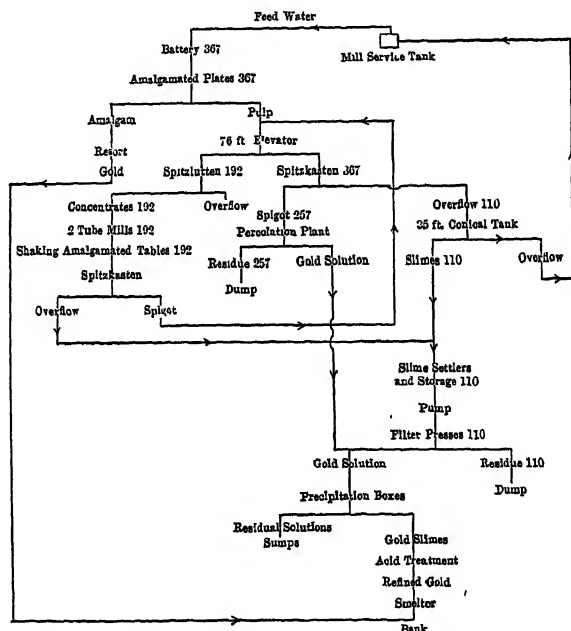 Feed Water
Mill Service Tank
Battery 367
Amalgamated Plates 367
Amalgam
Pulp
Retort
Gold
76 ft Elevator
Spitzlutten 192
Spitzkasten 367
Concentrates 192
Overflow
2 Tube Mills 192
Shaking Amalgamated Tables 192
Spitzkasten
Overflow
Spigot
Spigot 257
Percolation Plant
Residue 257
Gold Solution
Dump
Overflow 110
35 ft. Conical Tank
Slimes 110
Overflow
Slime Settlers
and Storage 110
Pump
Filter Presses 110
Gold Solution
Residue 110
Dump
Precipitation Boxes
Residual Solutions
Sumps
Gold Slimes
Acid Treatment
Refined Gold
Smelter
Bank